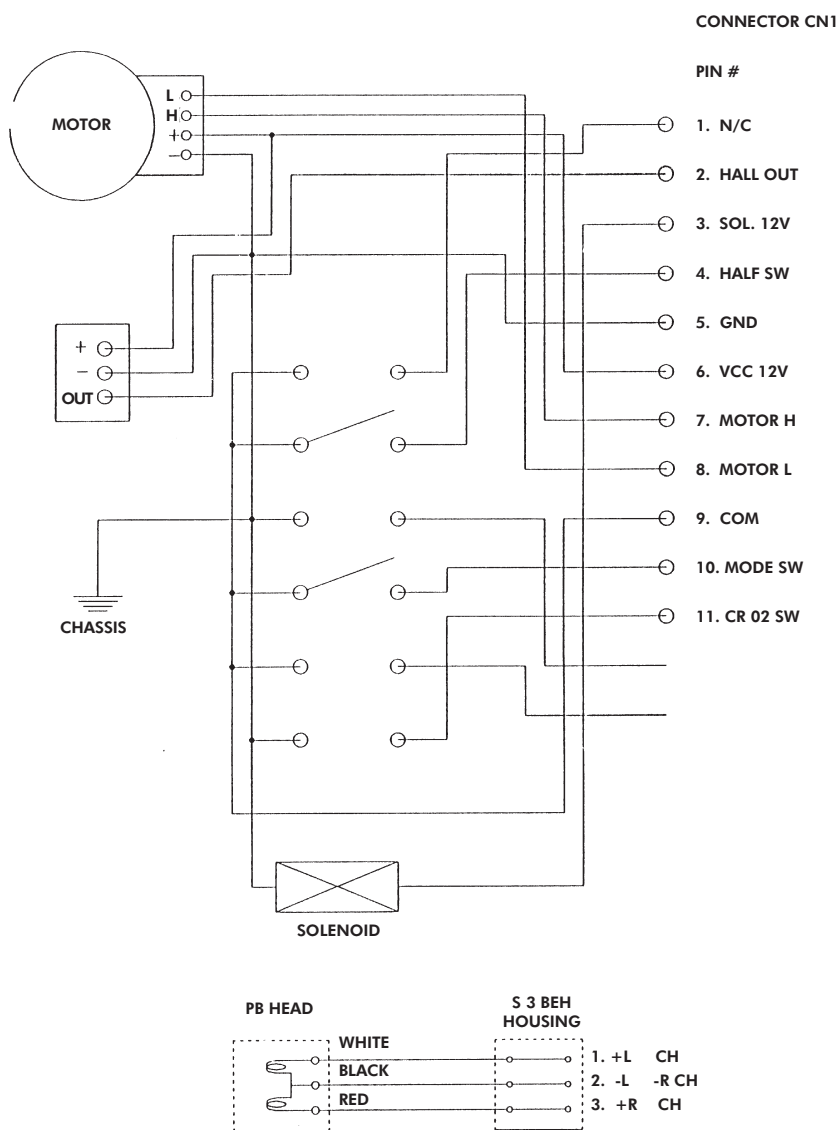 CONNECTOR CN1
PIN #
L
H
+
−
MOTOR
1. N/C
2. HALL OUT
3. SOL. 12V
4. HALF SW
5. GND
+
−
OUT
6. VCC 12V
7. MOTOR H
8. MOTOR L
9. COM
10. MODE SW
11. CR 02 SW
CHASSIS
SOLENOID
PB HEAD
S 3 BEH
HOUSING
WHITE
BLACK
RED
1. +L CH
2. -L -R CH
3. +R CH